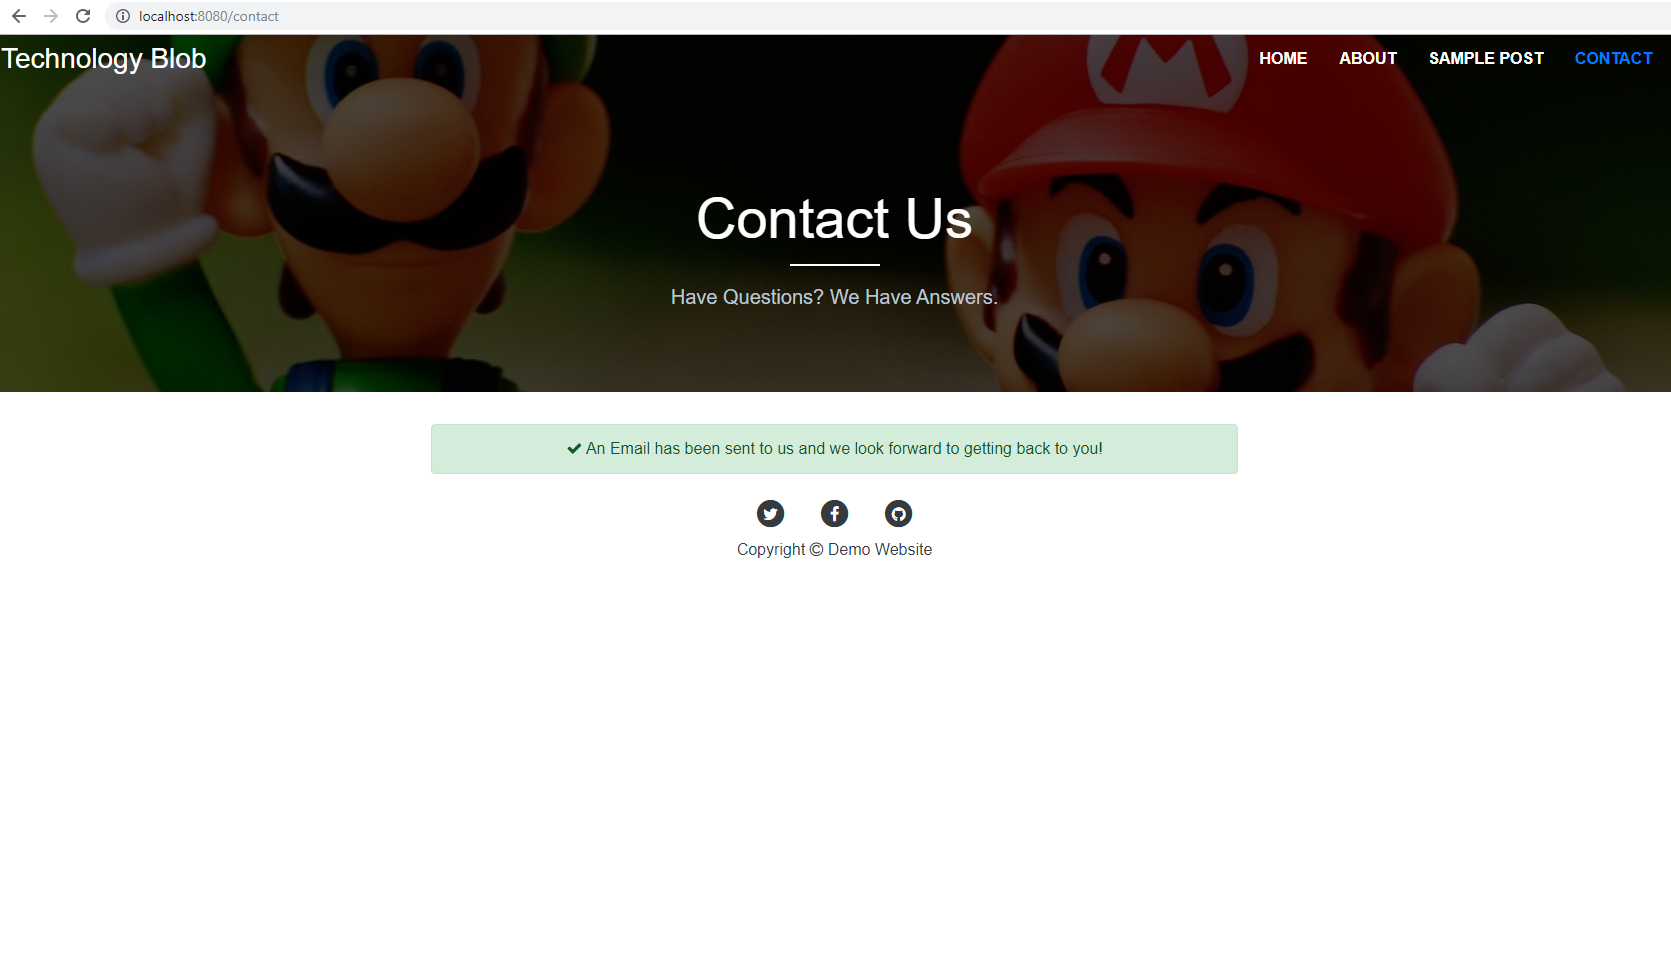 localhost:8080/contact
Technology Blob
HOME ABOUT SAMPLE POST CONTACT
Contact Us
Have Questions? We Have Answers.
✔ An Email has been sent to us and we look forward to getting back to you!
Copyright © Demo Website